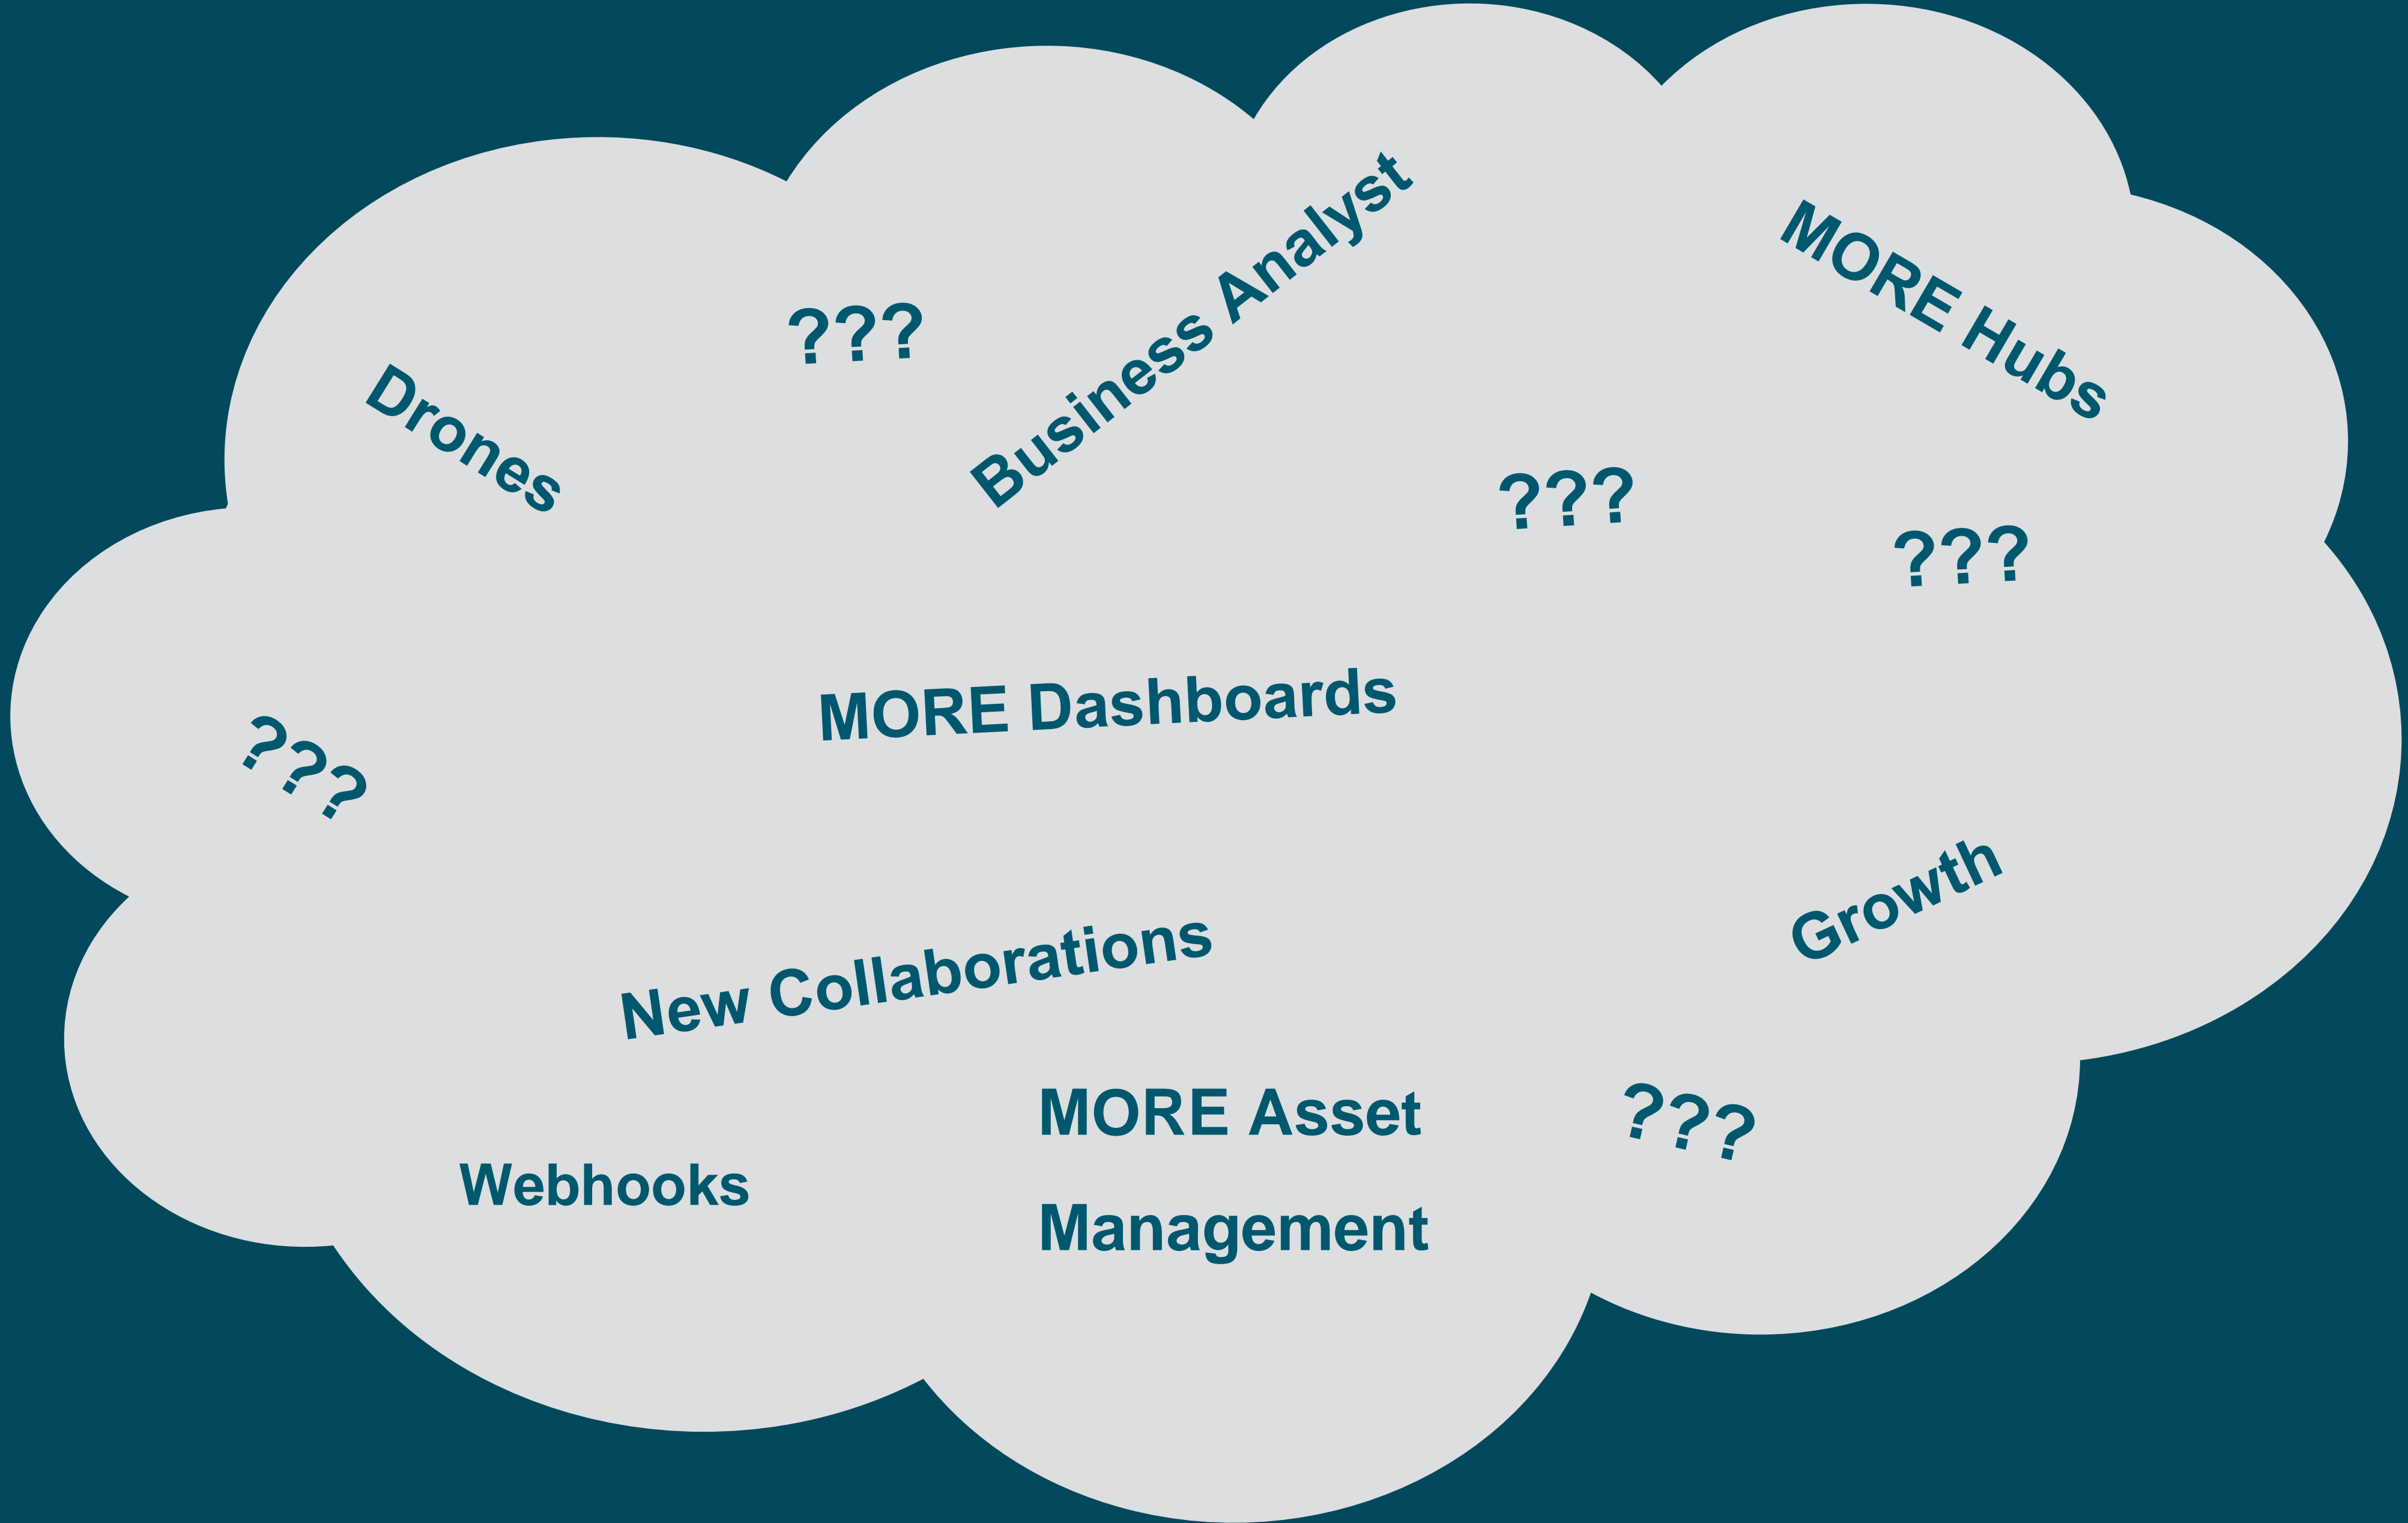 Business Analyst
MORE Hubs
???
Drones
???
???
MORE Dashboards
???
Growth
New Collaborations
MORE Asset
Management
???
Webhooks